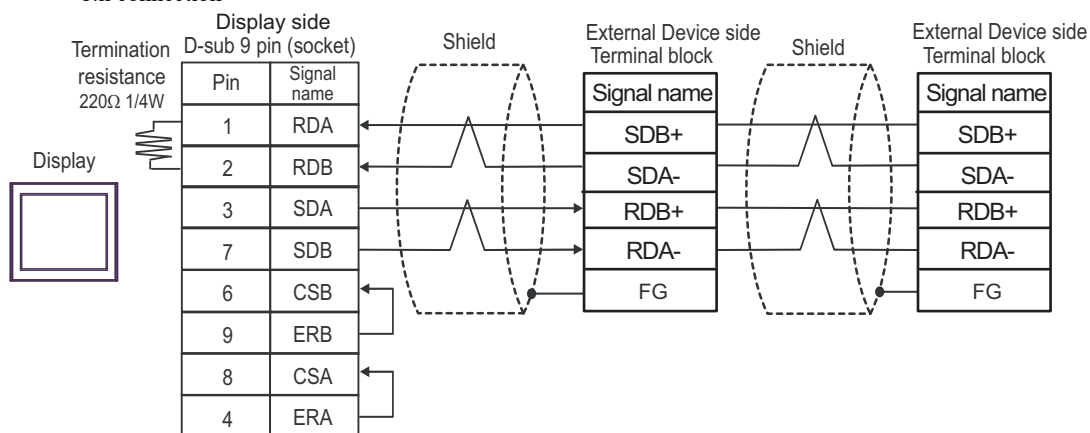 Display side
D-sub 9 pin (socket)
Termination
resistance
220Ω 1/4W
Display
Pin
Signal
name
1
RDA
2
RDB
3
SDA
7
SDB
6
CSB
9
ERB
8
CSA
4
ERA
Shield
External Device side
Terminal block
Signal name
SDB+
SDA-
RDB+
RDA-
FG
Shield
External Device side
Terminal block
Signal name
SDB+
SDA-
RDB+
RDA-
FG